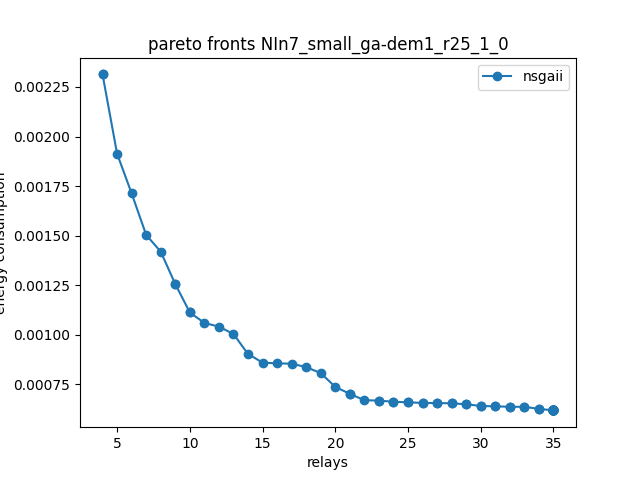 pareto fronts NIn7_small_ga-dem1_r25_1_0
nsgaii
0.00225
0.00200
0.00175
0.00150
0.00125
0.00100
0.00075
energy consumption
5 10 15 20 25 30 35
relays